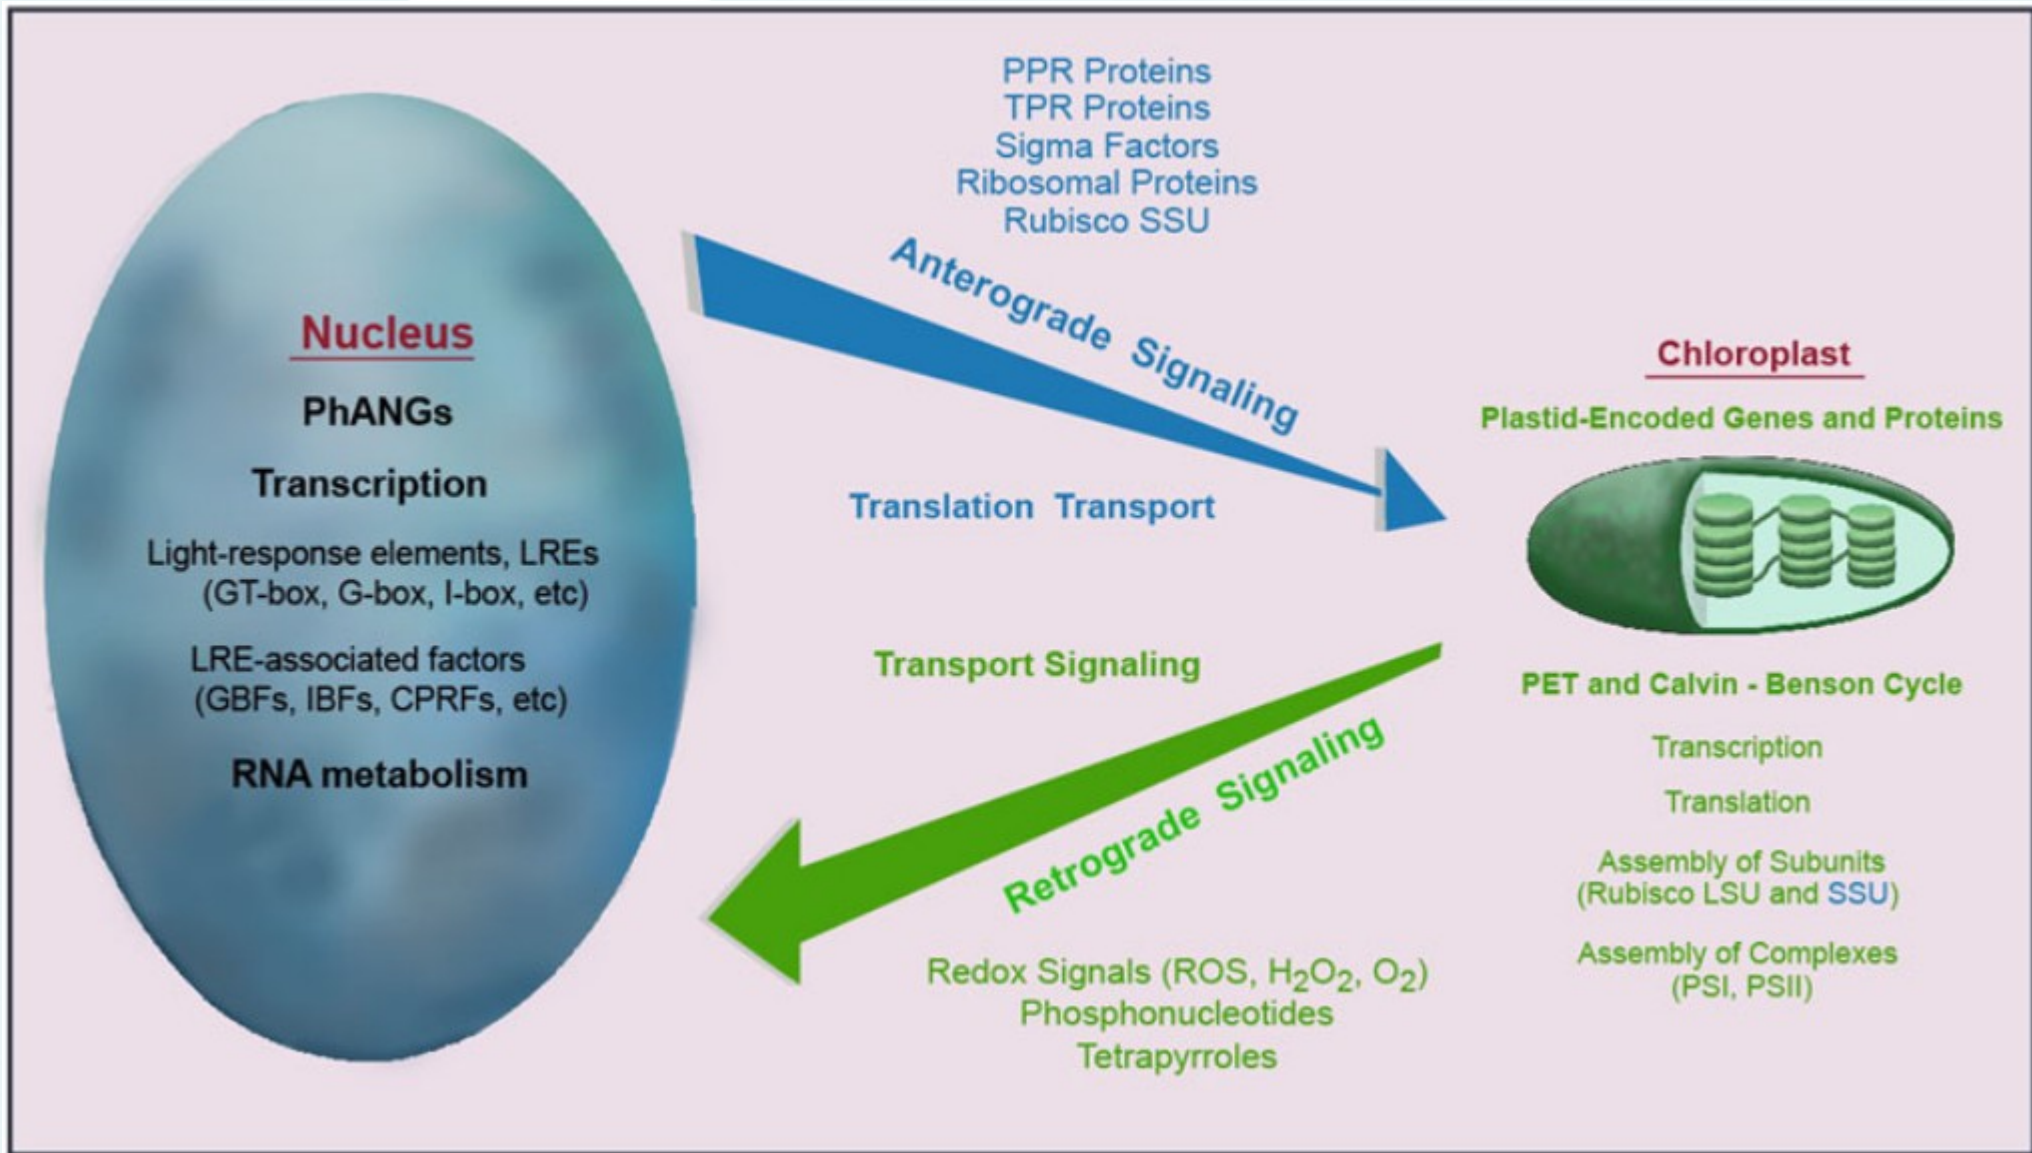 PPR Proteins
TPR Proteins
Sigma Factors
Ribosomal Proteins
Rubisco SSU
Anterograde Signaling
Translation Transport
Nucleus
PhANGs
Transcription
Light-response elements, LREs
(GT-box, G-box, I-box, etc)
LRE-associated factors
(GBFs, IBFs, CPRFs, etc)
RNA metabolism
Chloroplast
Plastid-Encoded Genes and Proteins
PET and Calvin - Benson Cycle
Transcription
Translation
Assembly of Subunits
(Rubisco LSU and SSU)
Assembly of Complexes
(PSI, PSII)
Transport Signaling
Retrograde Signaling
Redox Signals (ROS, H₂O₂, O₂)
Phosphonucleotides
Tetrapyrroles